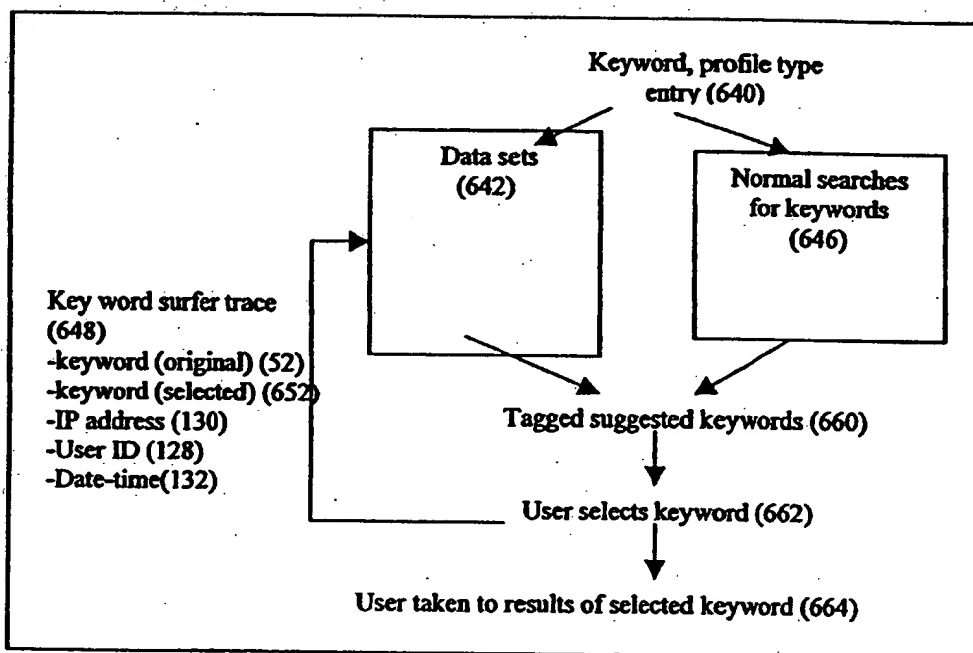 Keyword, profile type
entry (640)
Data sets
(642)
Normal searches
for keywords
(646)
Key word surfer trace
(648)
-keyword (original) (52)
-keyword (selected) (652)
-IP address (130)
-User ID (128)
-Date-time(132)
Tagged suggested keywords (660)
User selects keyword (662)
User taken to results of selected keyword (664)